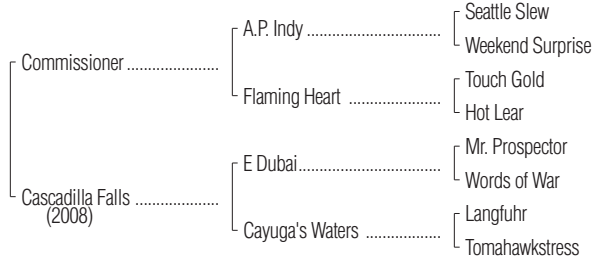 Seattle Slew
A.P. Indy ..............................
Weekend Surprise
Commissioner .....................
Touch Gold
Flaming Heart .....................
Hot Lear
Mr. Prospector
E Dubai................................
Words of War
Cascadilla Falls ...................
(2008)
Langfuhr
Cayuga's Waters .................
Tomahawkstress